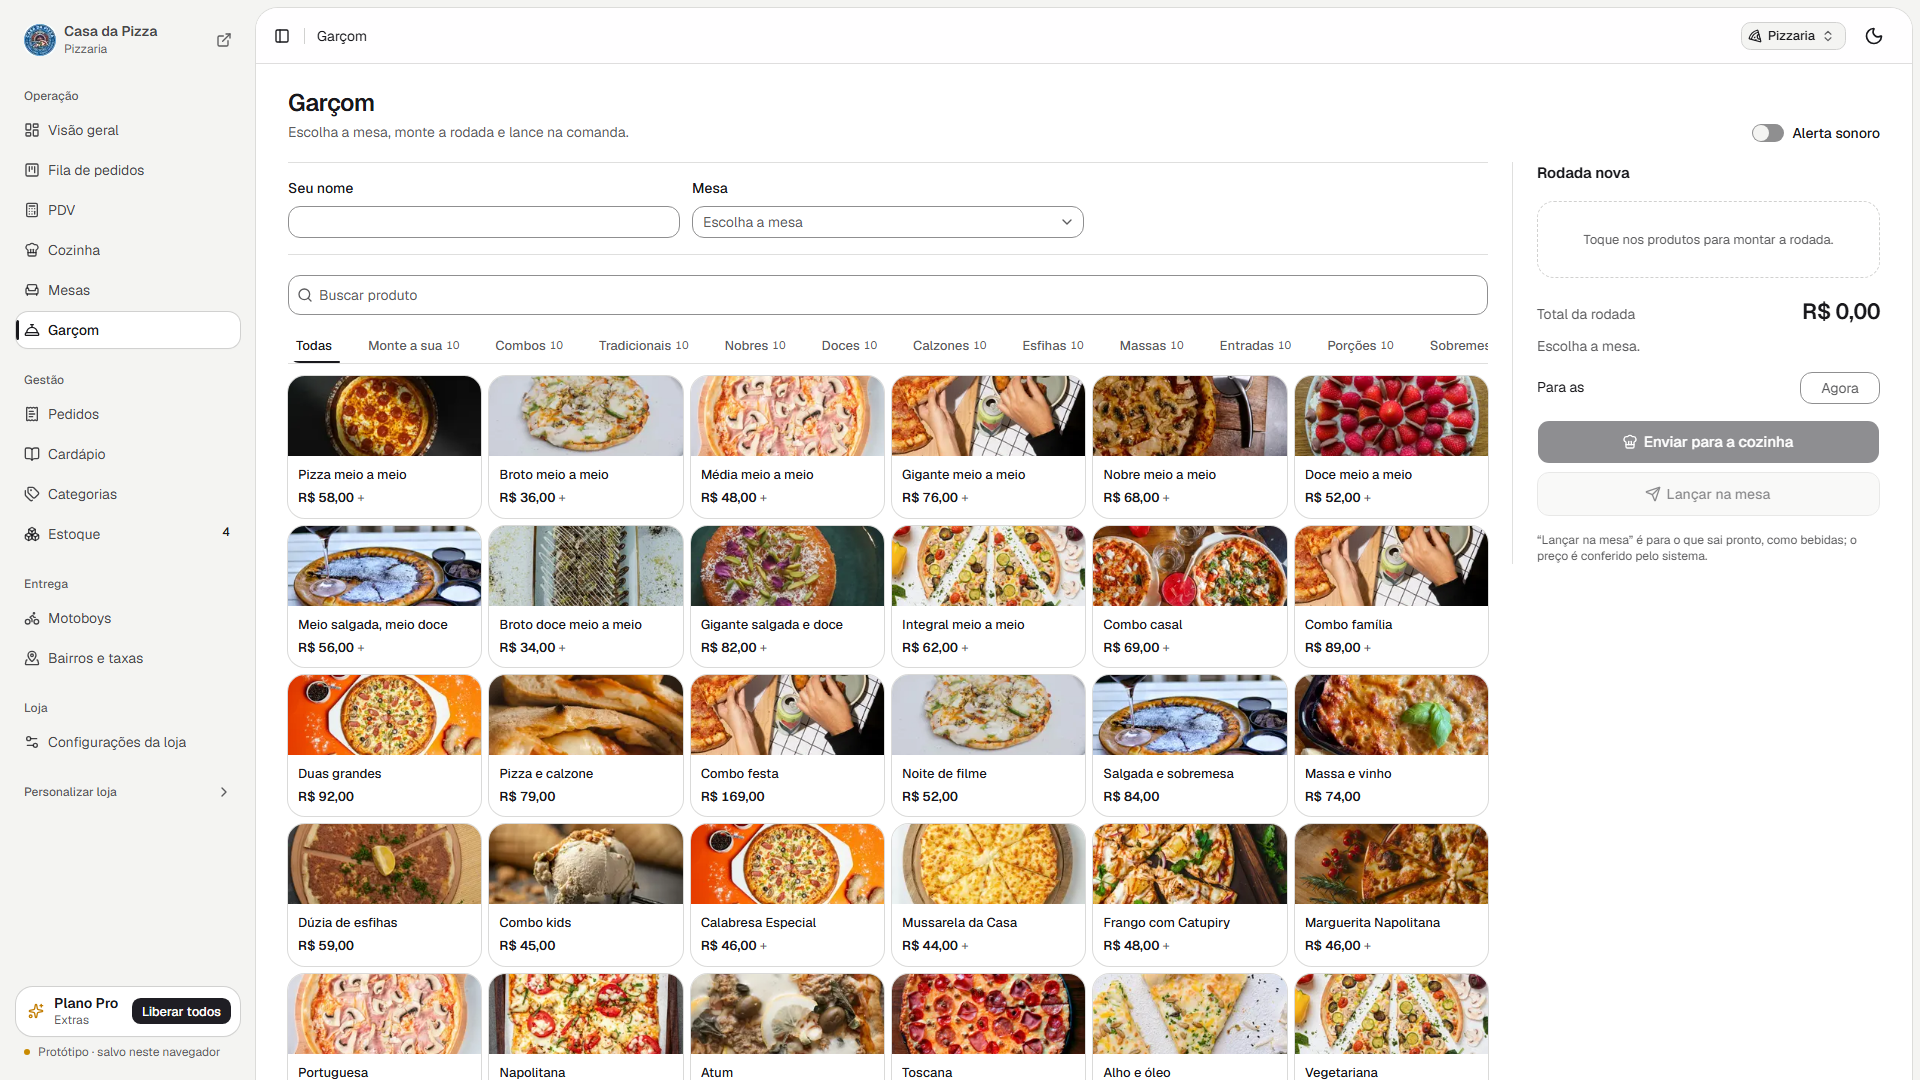 Casa da Pizza
Pizzaria
Operação
Visão geral
Fila de pedidos
PDV
Cozinha
Mesas
Garçom
Gestão
Pedidos
Cardápio
Categorias
Estoque 4
Entrega
Motoboys
Bairros e taxas
Loja
Configurações da loja
Personalizar loja
Plano Pro
Extras
Liberar todos
Protótipo · salvo neste navegador
Garçom
Pizzaria
Garçom
Escolha a mesa, monte a rodada e lance na comanda.
Alerta sonoro
Seu nome
Mesa
Escolha a mesa
Buscar produto
Todas Monte a sua 10 Combos 10 Tradicionais 10 Nobres 10 Doces 10 Calzones 10 Esfihas 10 Massas 10 Entradas 10 Porções 10 Sobremes
Pizza meio a meio
R$ 58,00 +
Broto meio a meio
R$ 36,00 +
Média meio a meio
R$ 48,00 +
Gigante meio a meio
R$ 76,00 +
Nobre meio a meio
R$ 68,00 +
Doce meio a meio
R$ 52,00 +
Meio salgada, meio doce
R$ 56,00 +
Broto doce meio a meio
R$ 34,00 +
Gigante salgada e doce
R$ 82,00 +
Integral meio a meio
R$ 62,00 +
Combo casal
R$ 69,00 +
Combo família
R$ 89,00 +
Duas grandes
R$ 92,00
Pizza e calzone
R$ 79,00
Combo festa
R$ 169,00
Noite de filme
R$ 52,00
Salgada e sobremesa
R$ 84,00
Massa e vinho
R$ 74,00
Dúzia de esfihas
R$ 59,00
Combo kids
R$ 45,00
Calabresa Especial
R$ 46,00 +
Mussarela da Casa
R$ 44,00 +
Frango com Catupiry
R$ 48,00 +
Marguerita Napolitana
R$ 46,00 +
Portuguesa
Napolitana
Atum
Toscana
Alho e óleo
Vegetariana
Rodada nova
Toque nos produtos para montar a rodada.
Total da rodada R$ 0,00
Escolha a mesa.
Para as Agora
Enviar para a cozinha
Lançar na mesa
“Lançar na mesa” é para o que sai pronto, como bebidas; o
preço é conferido pelo sistema.